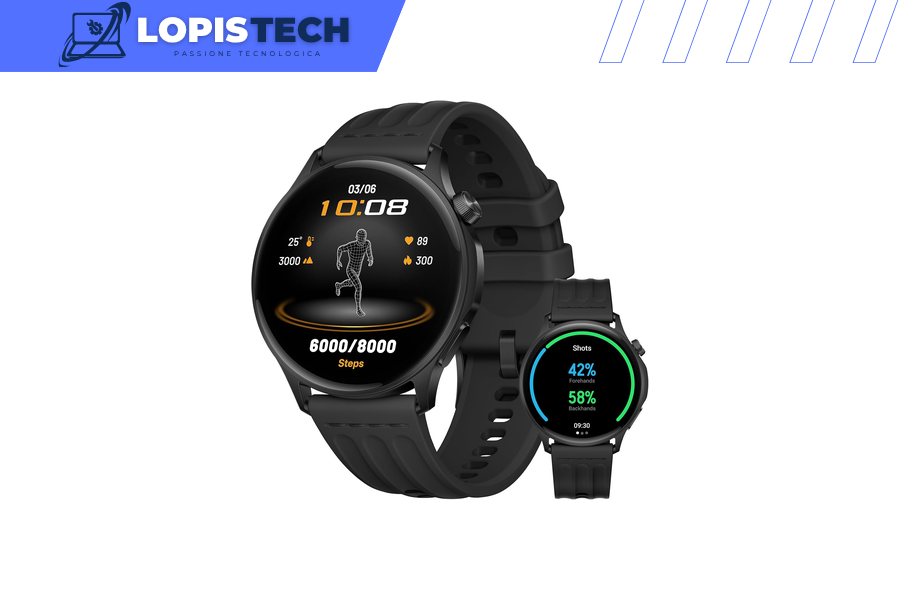 LOPISTECH
PASSIONE TECNOLOGICA
03/06
10:08
25°
89
3000
300
6000/8000
Steps
Shots
42%
Forehands
58%
Backhands
09:30